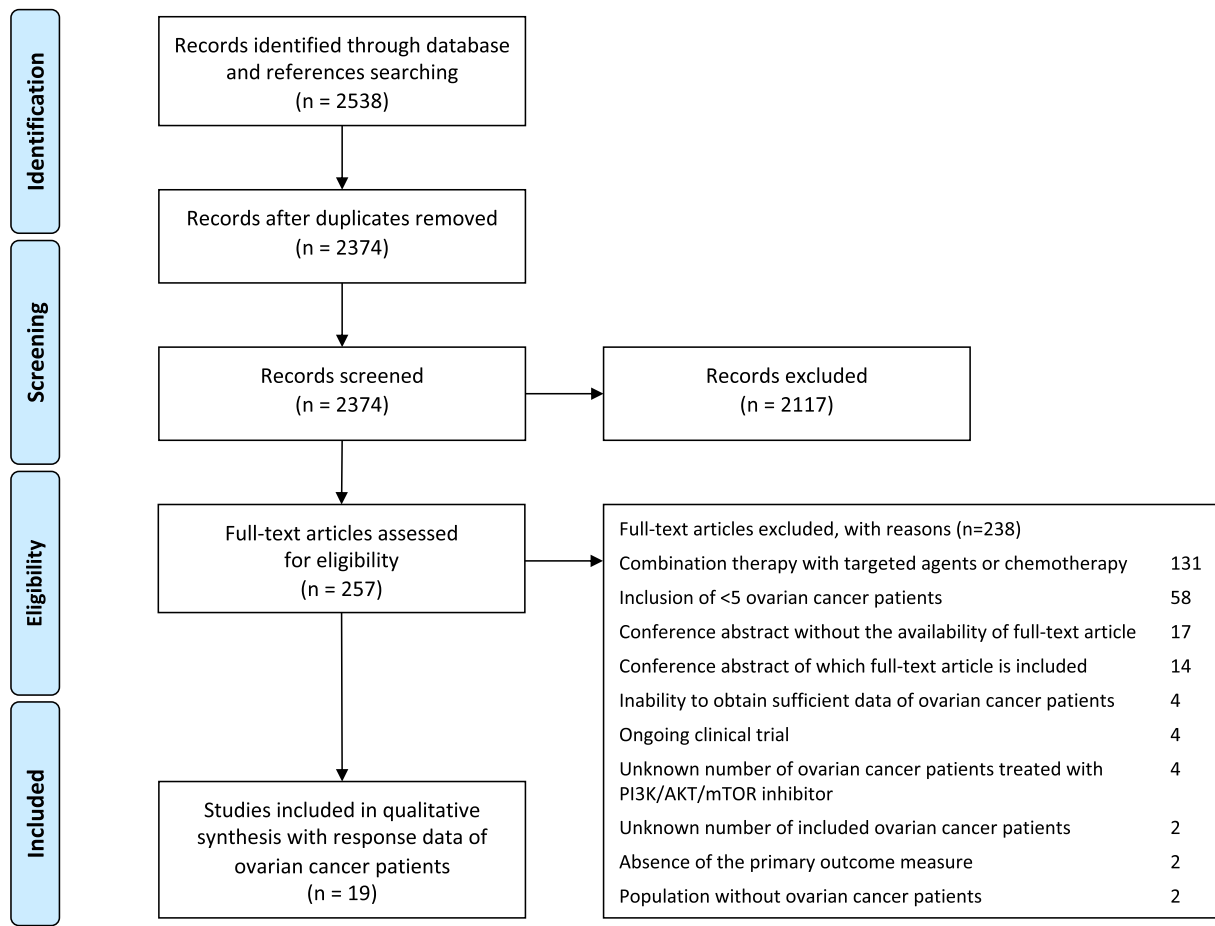 Identification
Records identified through database
and references searching
(n = 2538)
Records after duplicates removed
(n = 2374)
Screening
Records screened
(n = 2374)
Records excluded
(n = 2117)
Eligibility
Full-text articles assessed
for eligibility
(n = 257)
Full-text articles excluded, with reasons (n=238)
Combination therapy with targeted agents or chemotherapy 131
Inclusion of <5 ovarian cancer patients 58
Conference abstract without the availability of full-text article 17
Conference abstract of which full-text article is included 14
Inability to obtain sufficient data of ovarian cancer patients 4
Ongoing clinical trial 4
Unknown number of ovarian cancer patients treated with 4
PI3K/AKT/mTOR inhibitor
Unknown number of included ovarian cancer patients 2
Absence of the primary outcome measure 2
Population without ovarian cancer patients 2
Included
Studies included in qualitative
synthesis with response data of
ovarian cancer patients
(n = 19)